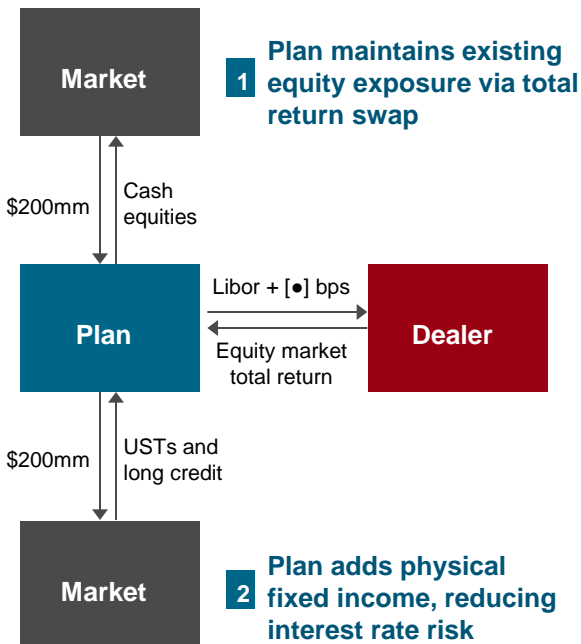 Market
1
Plan maintains existing
equity exposure via total
return swap
$200mm
Cash
equities
Plan
Libor + [●] bps
Equity market
total return
Dealer
$200mm
USTs and
long credit
Market
2
Plan adds physical
fixed income, reducing
interest rate risk